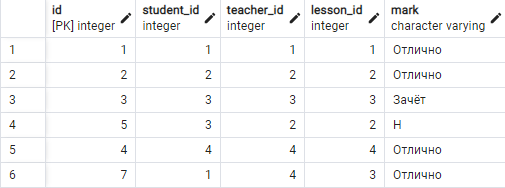 id student_id teacher_id lesson_id mark
[PK] integer integer integer integer character varying
1 1 1 1 1 Отлично
2 2 2 2 2 Отлично
3 3 3 3 3 Зачёт
4 5 3 2 2 Н
5 4 4 4 4 Отлично
6 7 1 4 3 Отлично